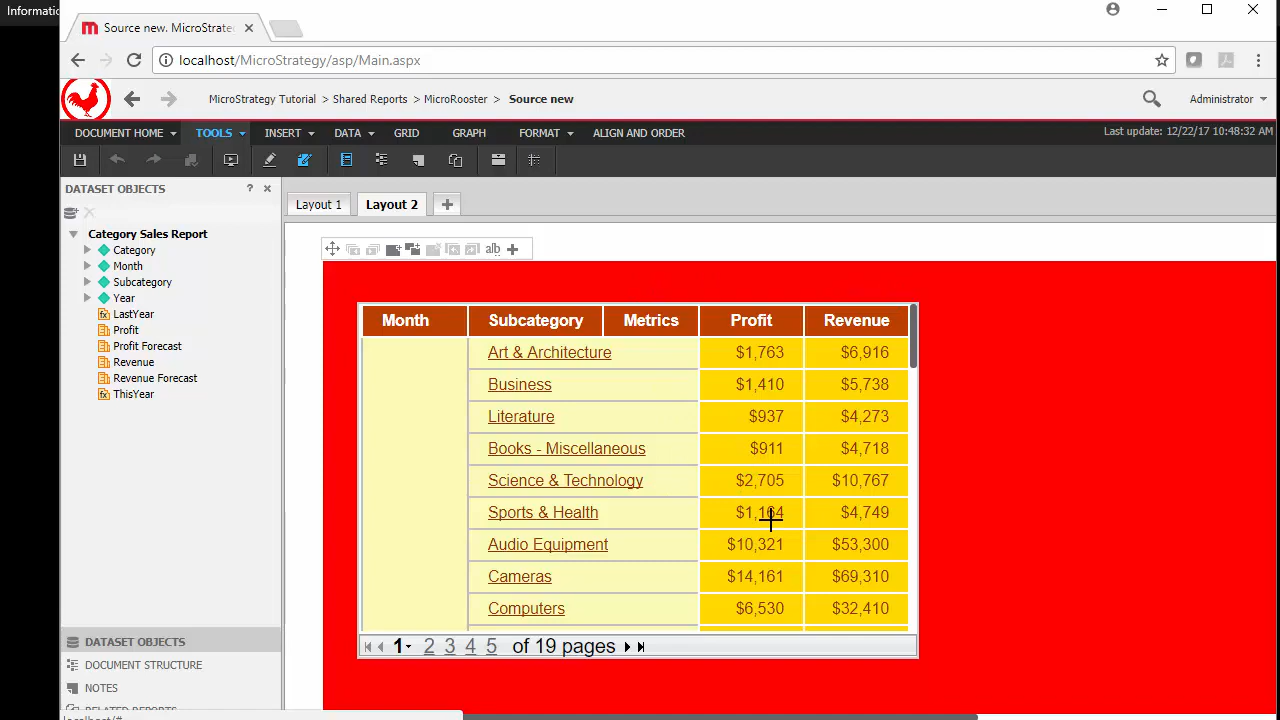 Informatio
Source new. MicroStrate
localhost/MicroStrategy/asp/Main.aspx
MicroStrategy Tutorial > Shared Reports > MicroRooster > Source new
Administrator
DOCUMENT HOME TOOLS INSERT DATA GRID GRAPH FORMAT ALIGN AND ORDER
Last update: 12/22/17 10:48:32 AM
DATASET OBJECTS ? ×
Layout 1 Layout 2 +
Category Sales Report
Category
Month
Subcategory
Year
LastYear
Profit
Profit Forecast
Revenue
Revenue Forecast
ThisYear
Month Subcategory Metrics Profit Revenue
Art & Architecture $1,763 $6,916
Business $1,410 $5,738
Literature $937 $4,273
Books - Miscellaneous $911 $4,718
Science & Technology $2,705 $10,767
Sports & Health $1,164 $4,749
Audio Equipment $10,321 $53,300
Cameras $14,161 $69,310
Computers $6,530 $32,410
1 2 3 4 5 of 19 pages
DATASET OBJECTS
DOCUMENT STRUCTURE
NOTES
RELATED REPORTS
localhost/#